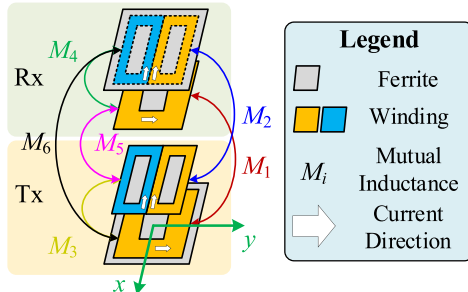 M4
Rx
M2
M6
M5
Tx
M1
M3
y
x
Legend
Ferrite
Winding
Mi
Mutual
Inductance
Current
Direction